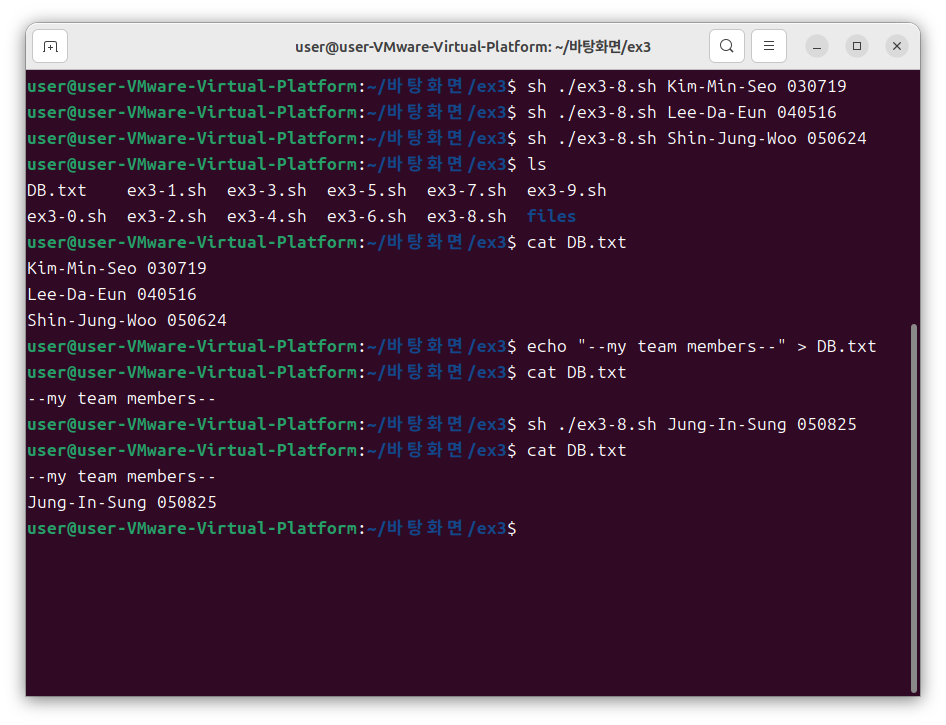 user@user-VMware-Virtual-Platform: ~/바탕화면/ex3
user@user-VMware-Virtual-Platform:~/바탕화면/ex3$ sh ./ex3-8.sh Kim-Min-Seo 030719
user@user-VMware-Virtual-Platform:~/바탕화면/ex3$ sh ./ex3-8.sh Lee-Da-Eun 040516
user@user-VMware-Virtual-Platform:~/바탕화면/ex3$ sh ./ex3-8.sh Shin-Jung-Woo 050624
user@user-VMware-Virtual-Platform:~/바탕화면/ex3$ ls
DB.txt    ex3-1.sh  ex3-3.sh  ex3-5.sh  ex3-7.sh  ex3-9.sh
ex3-0.sh  ex3-2.sh  ex3-4.sh  ex3-6.sh  ex3-8.sh  files
user@user-VMware-Virtual-Platform:~/바탕화면/ex3$ cat DB.txt
Kim-Min-Seo 030719
Lee-Da-Eun 040516
Shin-Jung-Woo 050624
user@user-VMware-Virtual-Platform:~/바탕화면/ex3$ echo "--my team members--" > DB.txt
user@user-VMware-Virtual-Platform:~/바탕화면/ex3$ cat DB.txt
--my team members--
user@user-VMware-Virtual-Platform:~/바탕화면/ex3$ sh ./ex3-8.sh Jung-In-Sung 050825
user@user-VMware-Virtual-Platform:~/바탕화면/ex3$ cat DB.txt
--my team members--
Jung-In-Sung 050825
user@user-VMware-Virtual-Platform:~/바탕화면/ex3$